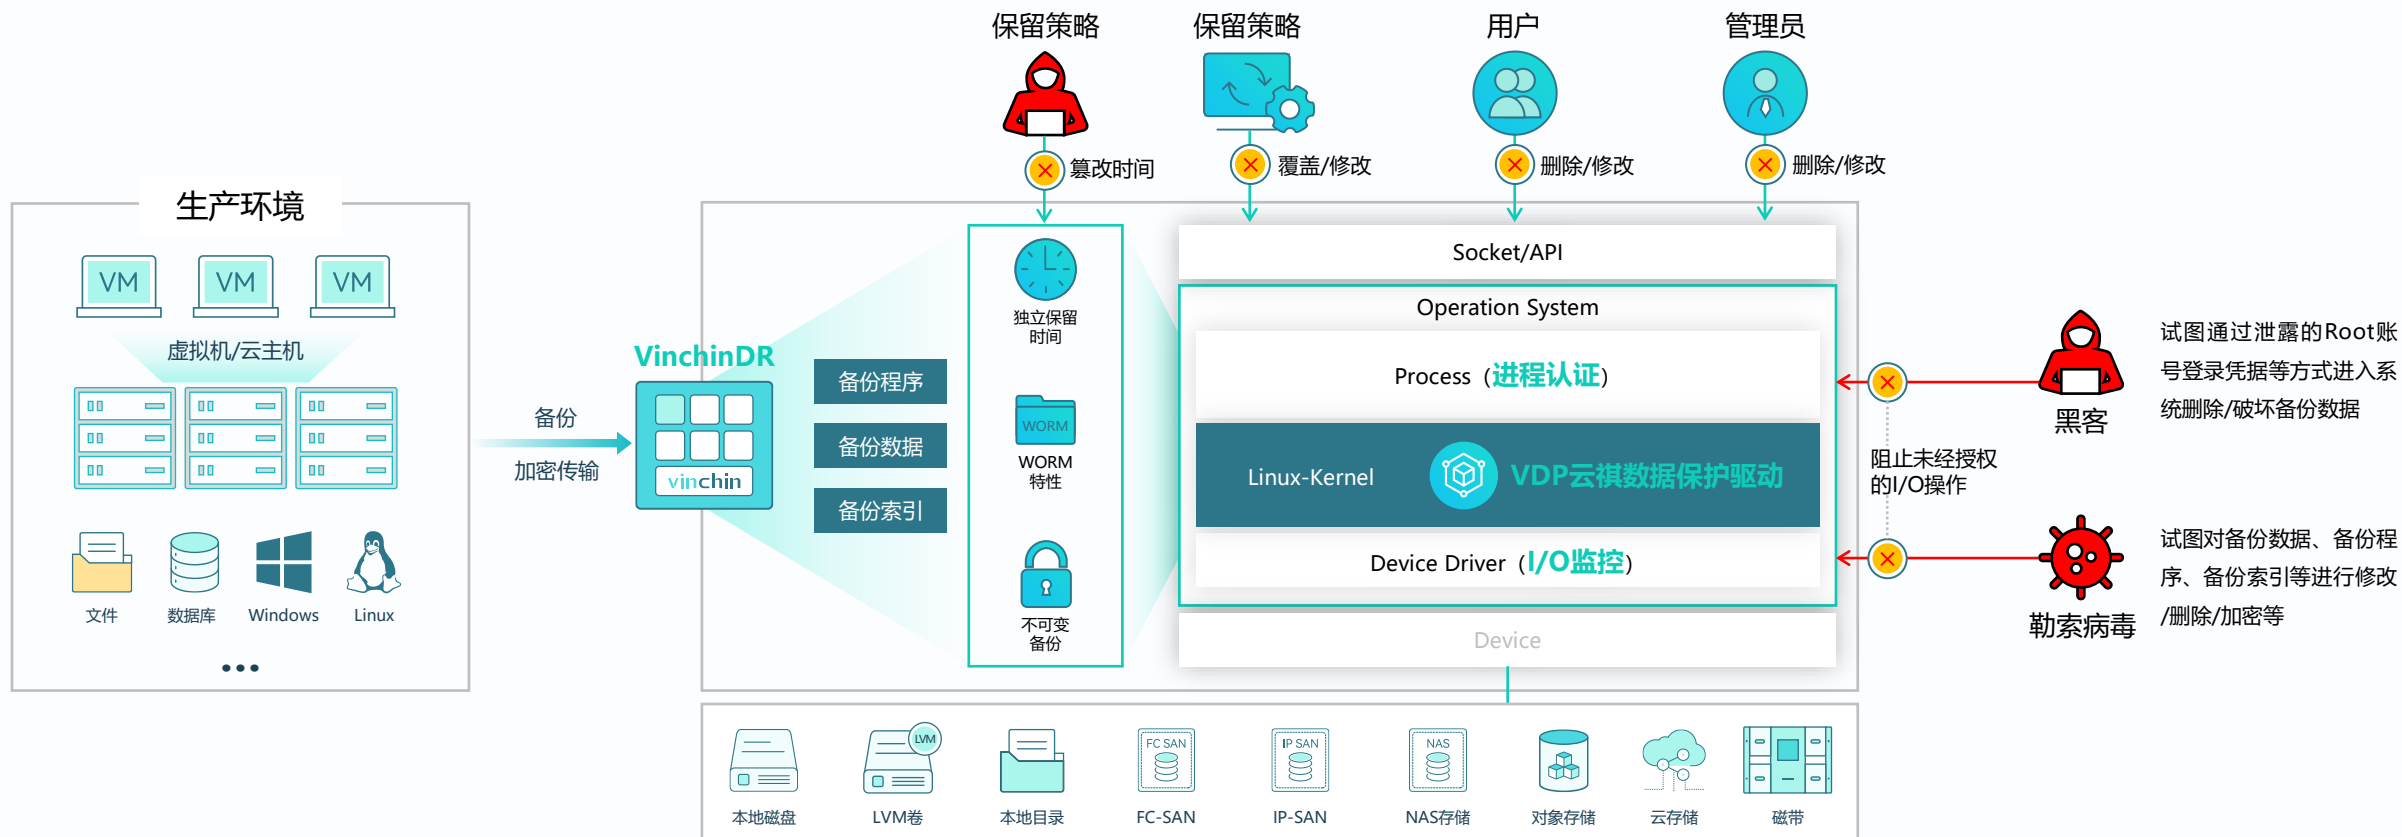 保留策略
保留策略
用户
管理员
篡改时间
覆盖/修改
删除/修改
删除/修改
生产环境
VM
VM
VM
虚拟机/云主机
文件
数据库
Windows
Linux
备份
加密传输
VinchinDR
vinchin
备份程序
备份数据
备份索引
独立保留
时间
WORM
WORM
特性
不可变
备份
Socket/API
Operation System
Process（进程认证）
Linux-Kernel
VDP云祺数据保护驱动
Device Driver（I/O监控）
Device
黑客
试图通过泄露的Root账
号登录凭据等方式进入系
统删除/破坏备份数据
阻止未经授权
的I/O操作
勒索病毒
试图对备份数据、备份程
序、备份索引等进行修改
/删除/加密等
LVM
FC SAN
IP SAN
NAS
本地磁盘
LVM卷
本地目录
FC-SAN
IP-SAN
NAS存储
对象存储
云存储
磁带